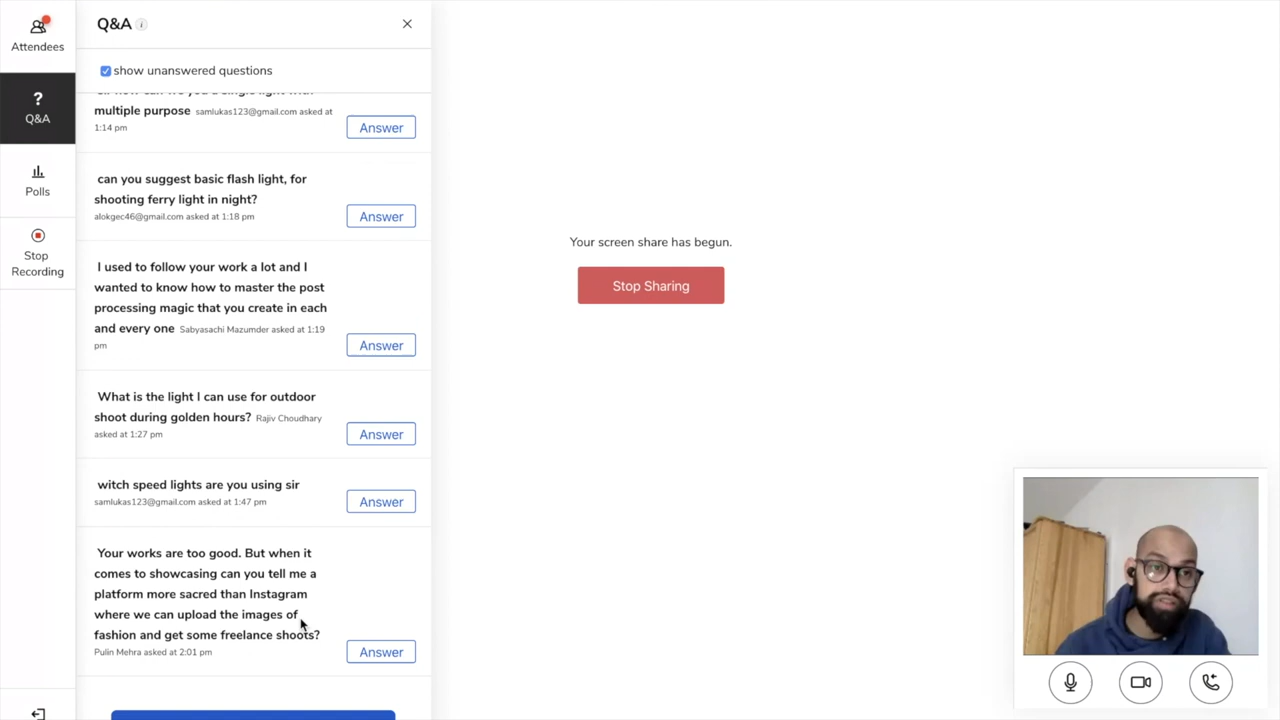 Attendees
?
Q&A
Polls
Stop
Recording
Q&A i
show unanswered questions
multiple purpose samlukas123@gmail.com asked at
1:14 pm
Answer
can you suggest basic flash light, for
shooting ferry light in night?
alokgec46@gmail.com asked at 1:18 pm
Answer
I used to follow your work a lot and I
wanted to know how to master the post
processing magic that you create in each
and every one Sabyasachi Mazumder asked at 1:19
pm
Answer
What is the light I can use for outdoor
shoot during golden hours? Rajiv Choudhary
asked at 1:27 pm
Answer
witch speed lights are you using sir
samlukas123@gmail.com asked at 1:47 pm
Answer
Your works are too good. But when it
comes to showcasing can you tell me a
platform more sacred than Instagram
where we can upload the images of
fashion and get some freelance shoots?
Pulin Mehra asked at 2:01 pm
Answer
Your screen share has begun.
Stop Sharing